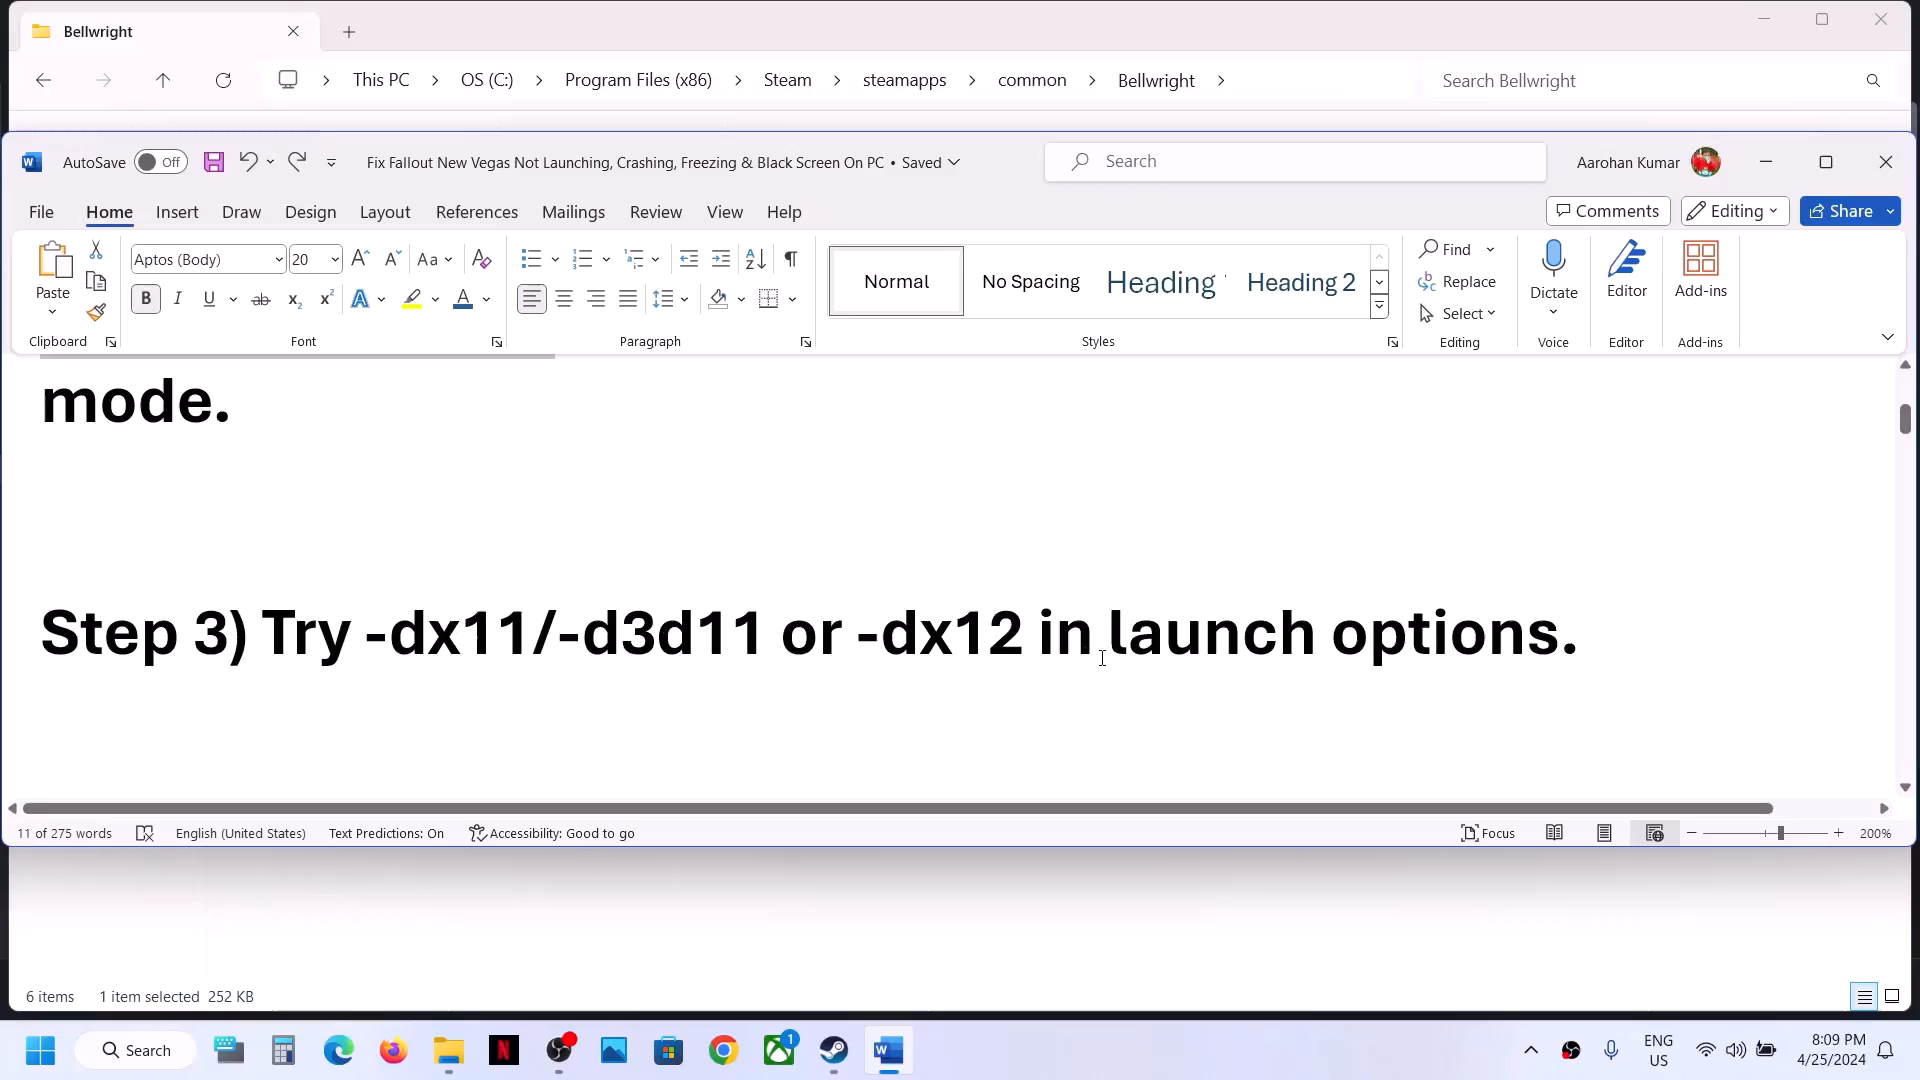 Bellwright
This PC > OS (C:) > Program Files (x86) > Steam > steamapps > common > Bellwright >
Search Bellwright
AutoSave Off
Fix Fallout New Vegas Not Launching, Crashing, Freezing & Black Screen On PC • Saved
Search
Aarohan Kumar
File Home Insert Draw Design Layout References Mailings Review View Help
Comments Editing Share
Paste
Aptos (Body) 20
Normal No Spacing Heading Heading 2
Find
Replace
Select
Dictate
Editor
Add-ins
Clipboard Font Paragraph Styles Editing Voice Editor Add-ins
mode.
Step 3) Try -dx11/-d3d11 or -dx12 in launch options.
11 of 275 words English (United States) Text Predictions: On Accessibility: Good to go Focus 200%
6 items 1 item selected 252 KB
Search
1
ENG
US
8:09 PM
4/25/2024